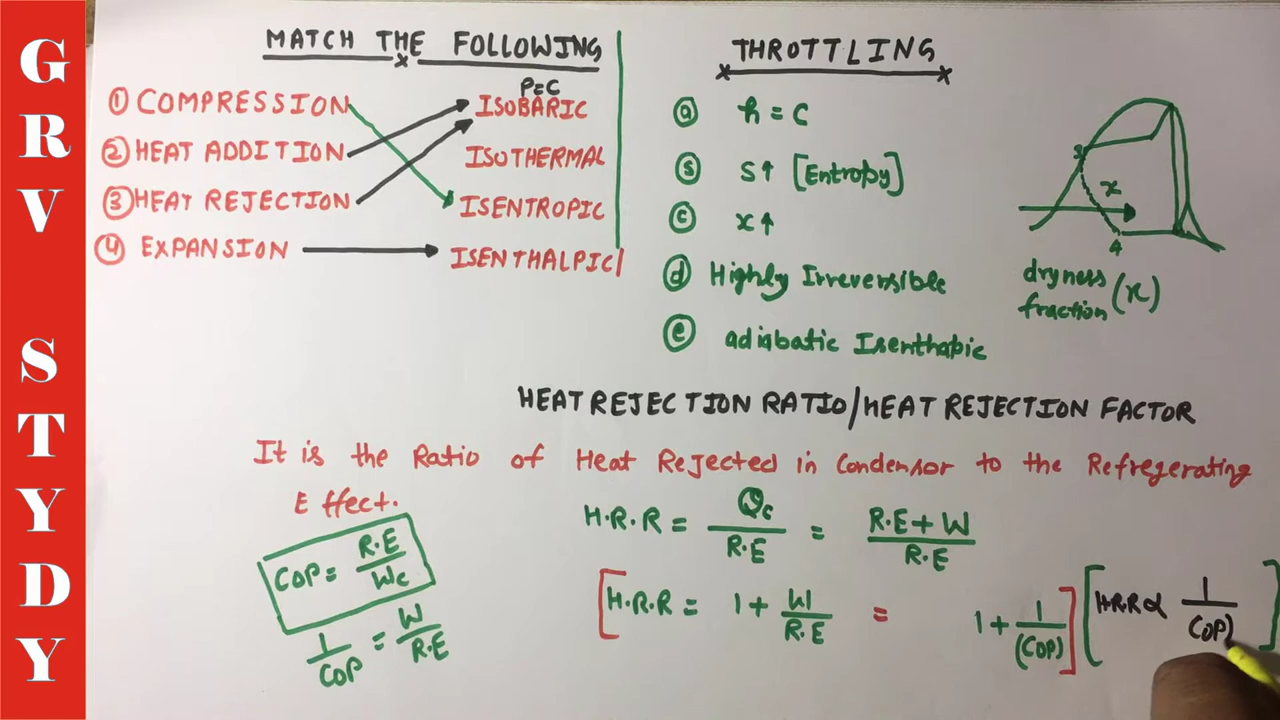 GRV STYDY
MATCH THE FOLLOWING
① COMPRESSION
② HEAT ADDITION
③ HEAT REJECTION
④ EXPANSION
P=C
ISOBARIC
ISOTHERMAL
ISENTROPIC
ISENTHALPIC
THROTTLING
ⓐ h = C
ⓢ S↑ [Entropy]
ⓒ x↑
ⓓ Highly Irreversible
ⓔ adiabatic Isenthapic
3
x
4
dryness
fraction (x)
HEAT REJECTION RATIO/HEAT REJECTION FACTOR
It is the Ratio of Heat Rejected in Condensor to the Refregerating
Effect.
COP = R.E / Wc
1/COP = W/R.E
H.R.R = Qc/R.E = R.E + W/R.E
[H.R.R = 1 + W/R.E = 1 + 1/(COP)] [H.R.R ∝ 1/(COP)]